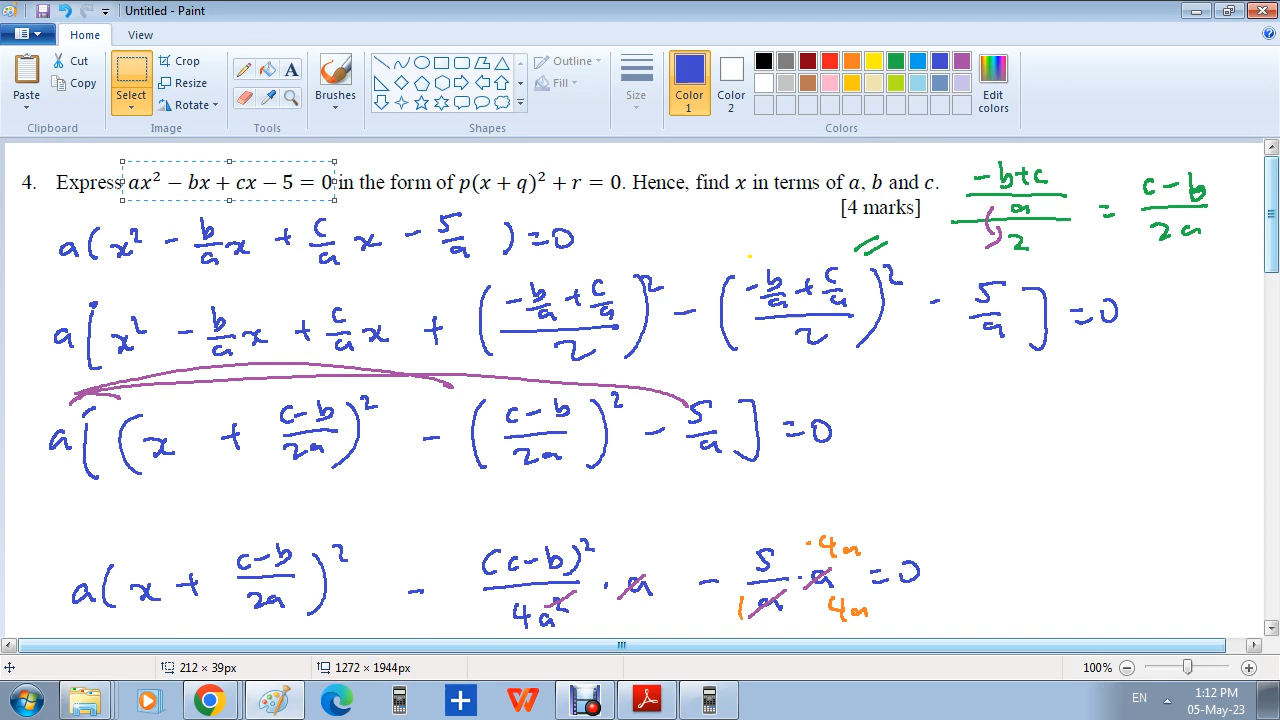 Untitled - Paint
Home View
Paste Cut Copy
Select Crop Resize Rotate
Brushes
Outline Fill
Size
Color 1 Color 2
Edit colors
Clipboard Image Tools Shapes Colors
4. Express ax² − bx + cx − 5 = 0 in the form of p(x + q)² + r = 0. Hence, find x in terms of a, b and c.
[4 marks]
((-b+c)/a)/2 = (c-b)/(2a)
a(x² - b/a x + c/a x - 5/a) = 0
a[x² - b/a x + c/a x + ((-b/a + c/a)/2)² - ((-b/a + c/a)/2)² - 5/a] = 0
a[(x + (c-b)/(2a))² - ((c-b)/(2a))² - 5/a] = 0
a(x + (c-b)/(2a))² - (c-b)²/(4a²) · a - 5/a · a = 0
· 4a
1 4a
212 × 39px 1272 × 1944px 100%
EN 1:12 PM
05-May-23